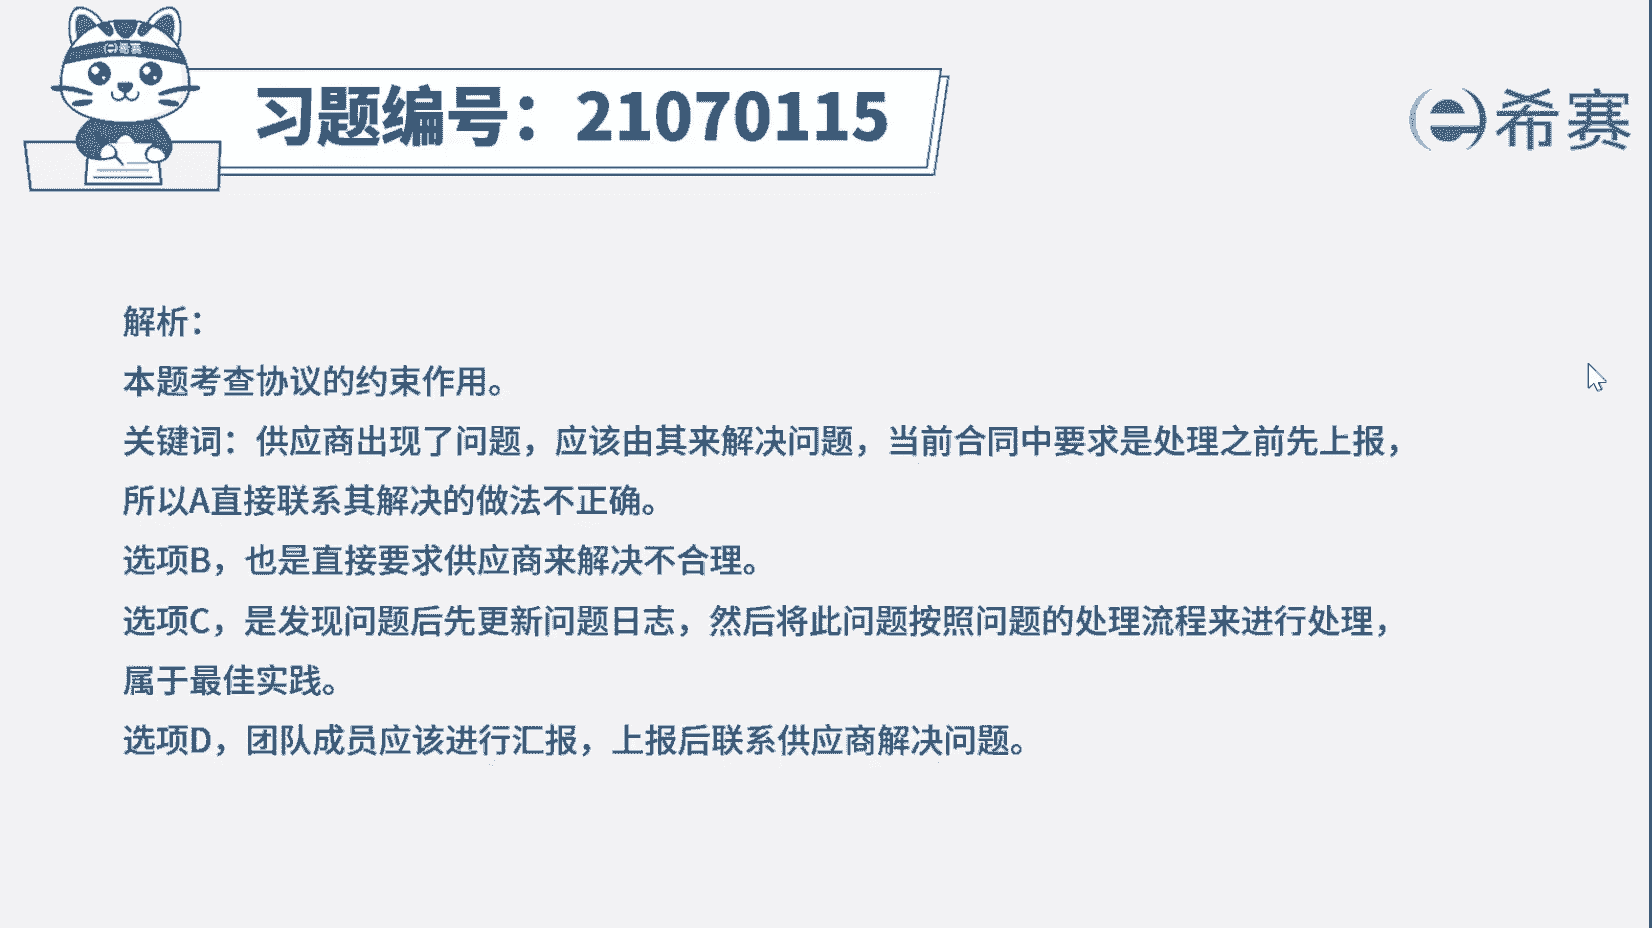 希赛
习题编号：21070115
希赛
解析：
本题考查协议的约束作用。
关键词：供应商出现了问题，应该由其来解决问题，当前合同中要求是处理之前先上报，
所以A直接联系其解决的做法不正确。
选项B，也是直接要求供应商来解决不合理。
选项C，是发现问题后先更新问题日志，然后将此问题按照问题的处理流程来进行处理，
属于最佳实践。
选项D，团队成员应该进行汇报，上报后联系供应商解决问题。